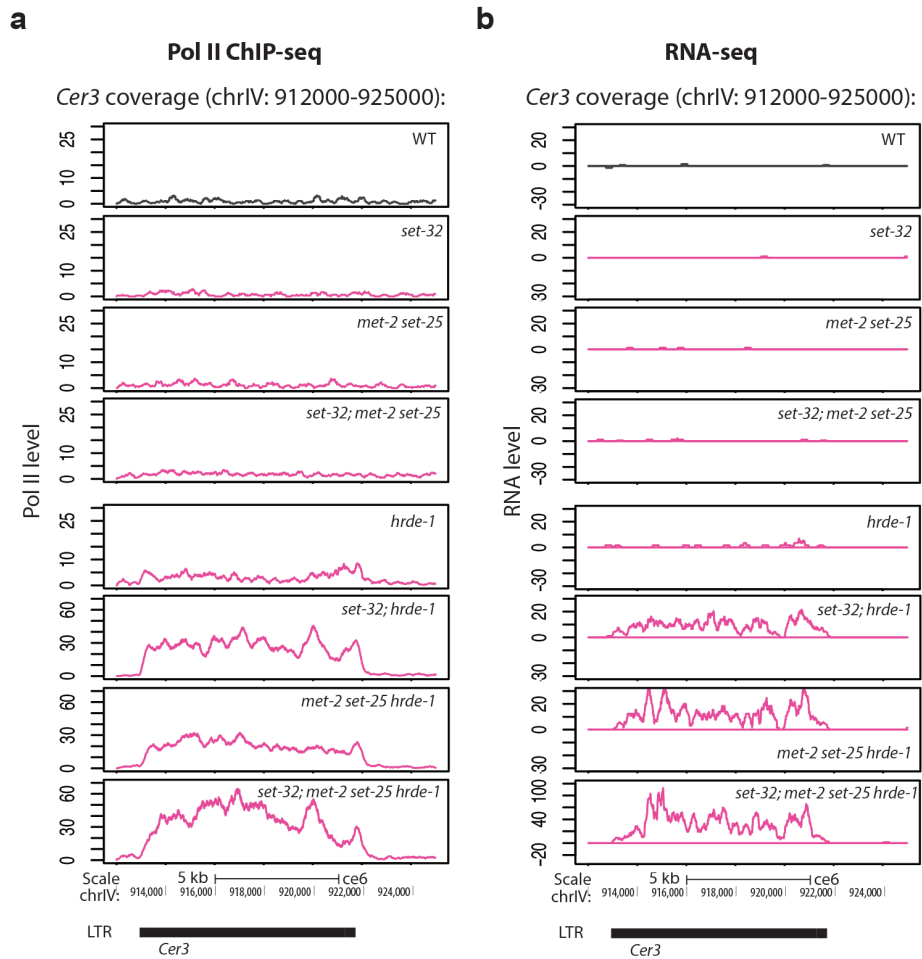 a
Pol II ChIP-seq
Cer3 coverage (chrIV: 912000-925000):
Pol II level
WT
25
10
0
set-32
25
10
0
met-2 set-25
25
10
0
set-32; met-2 set-25
25
10
0
hrde-1
25
10
0
set-32; hrde-1
60
30
0
met-2 set-25 hrde-1
60
30
0
set-32; met-2 set-25 hrde-1
60
30
0
Scale 5 kb ce6
chrIV: 914,000 916,000 918,000 920,000 922,000 924,000
LTR
Cer3
b
RNA-seq
Cer3 coverage (chrIV: 912000-925000):
RNA level
WT
20
0
-30
set-32
20
0
30
met-2 set-25
20
0
30
set-32; met-2 set-25
20
0
-30
hrde-1
20
0
-30
set-32; hrde-1
20
0
30
20
0
30
met-2 set-25 hrde-1
set-32; met-2 set-25 hrde-1
100
40
-20
Scale 5 kb ce6
chrIV: 914,000 916,000 918,000 920,000 922,000 924,000
LTR
Cer3